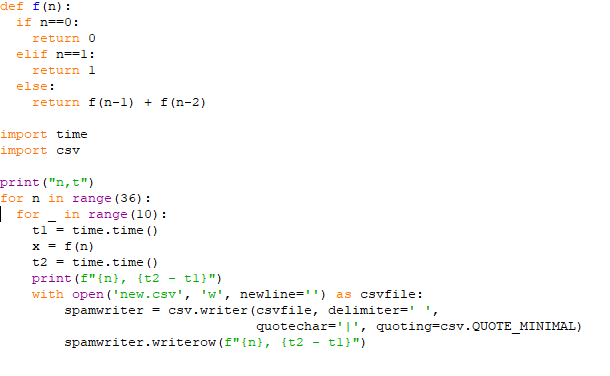 def f(n):
  if n==0:
    return 0
  elif n==1:
    return 1
  else:
    return f(n-1) + f(n-2)

import time
import csv

print("n,t")
for n in range(36):
  for _ in range(10):
    t1 = time.time()
    x = f(n)
    t2 = time.time()
    print(f"{n}, {t2 - t1}")
    with open('new.csv', 'w', newline='') as csvfile:
        spamwriter = csv.writer(csvfile, delimiter=' ',
                                quotechar='|', quoting=csv.QUOTE_MINIMAL)
        spamwriter.writerow(f"{n}, {t2 - t1}")